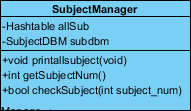 SubjectManager
-Hashtable allSub
-SubjectDBM subdbm
+void printallsubject(void)
+int getSubjectNum()
+bool checkSubject(int subject_num)